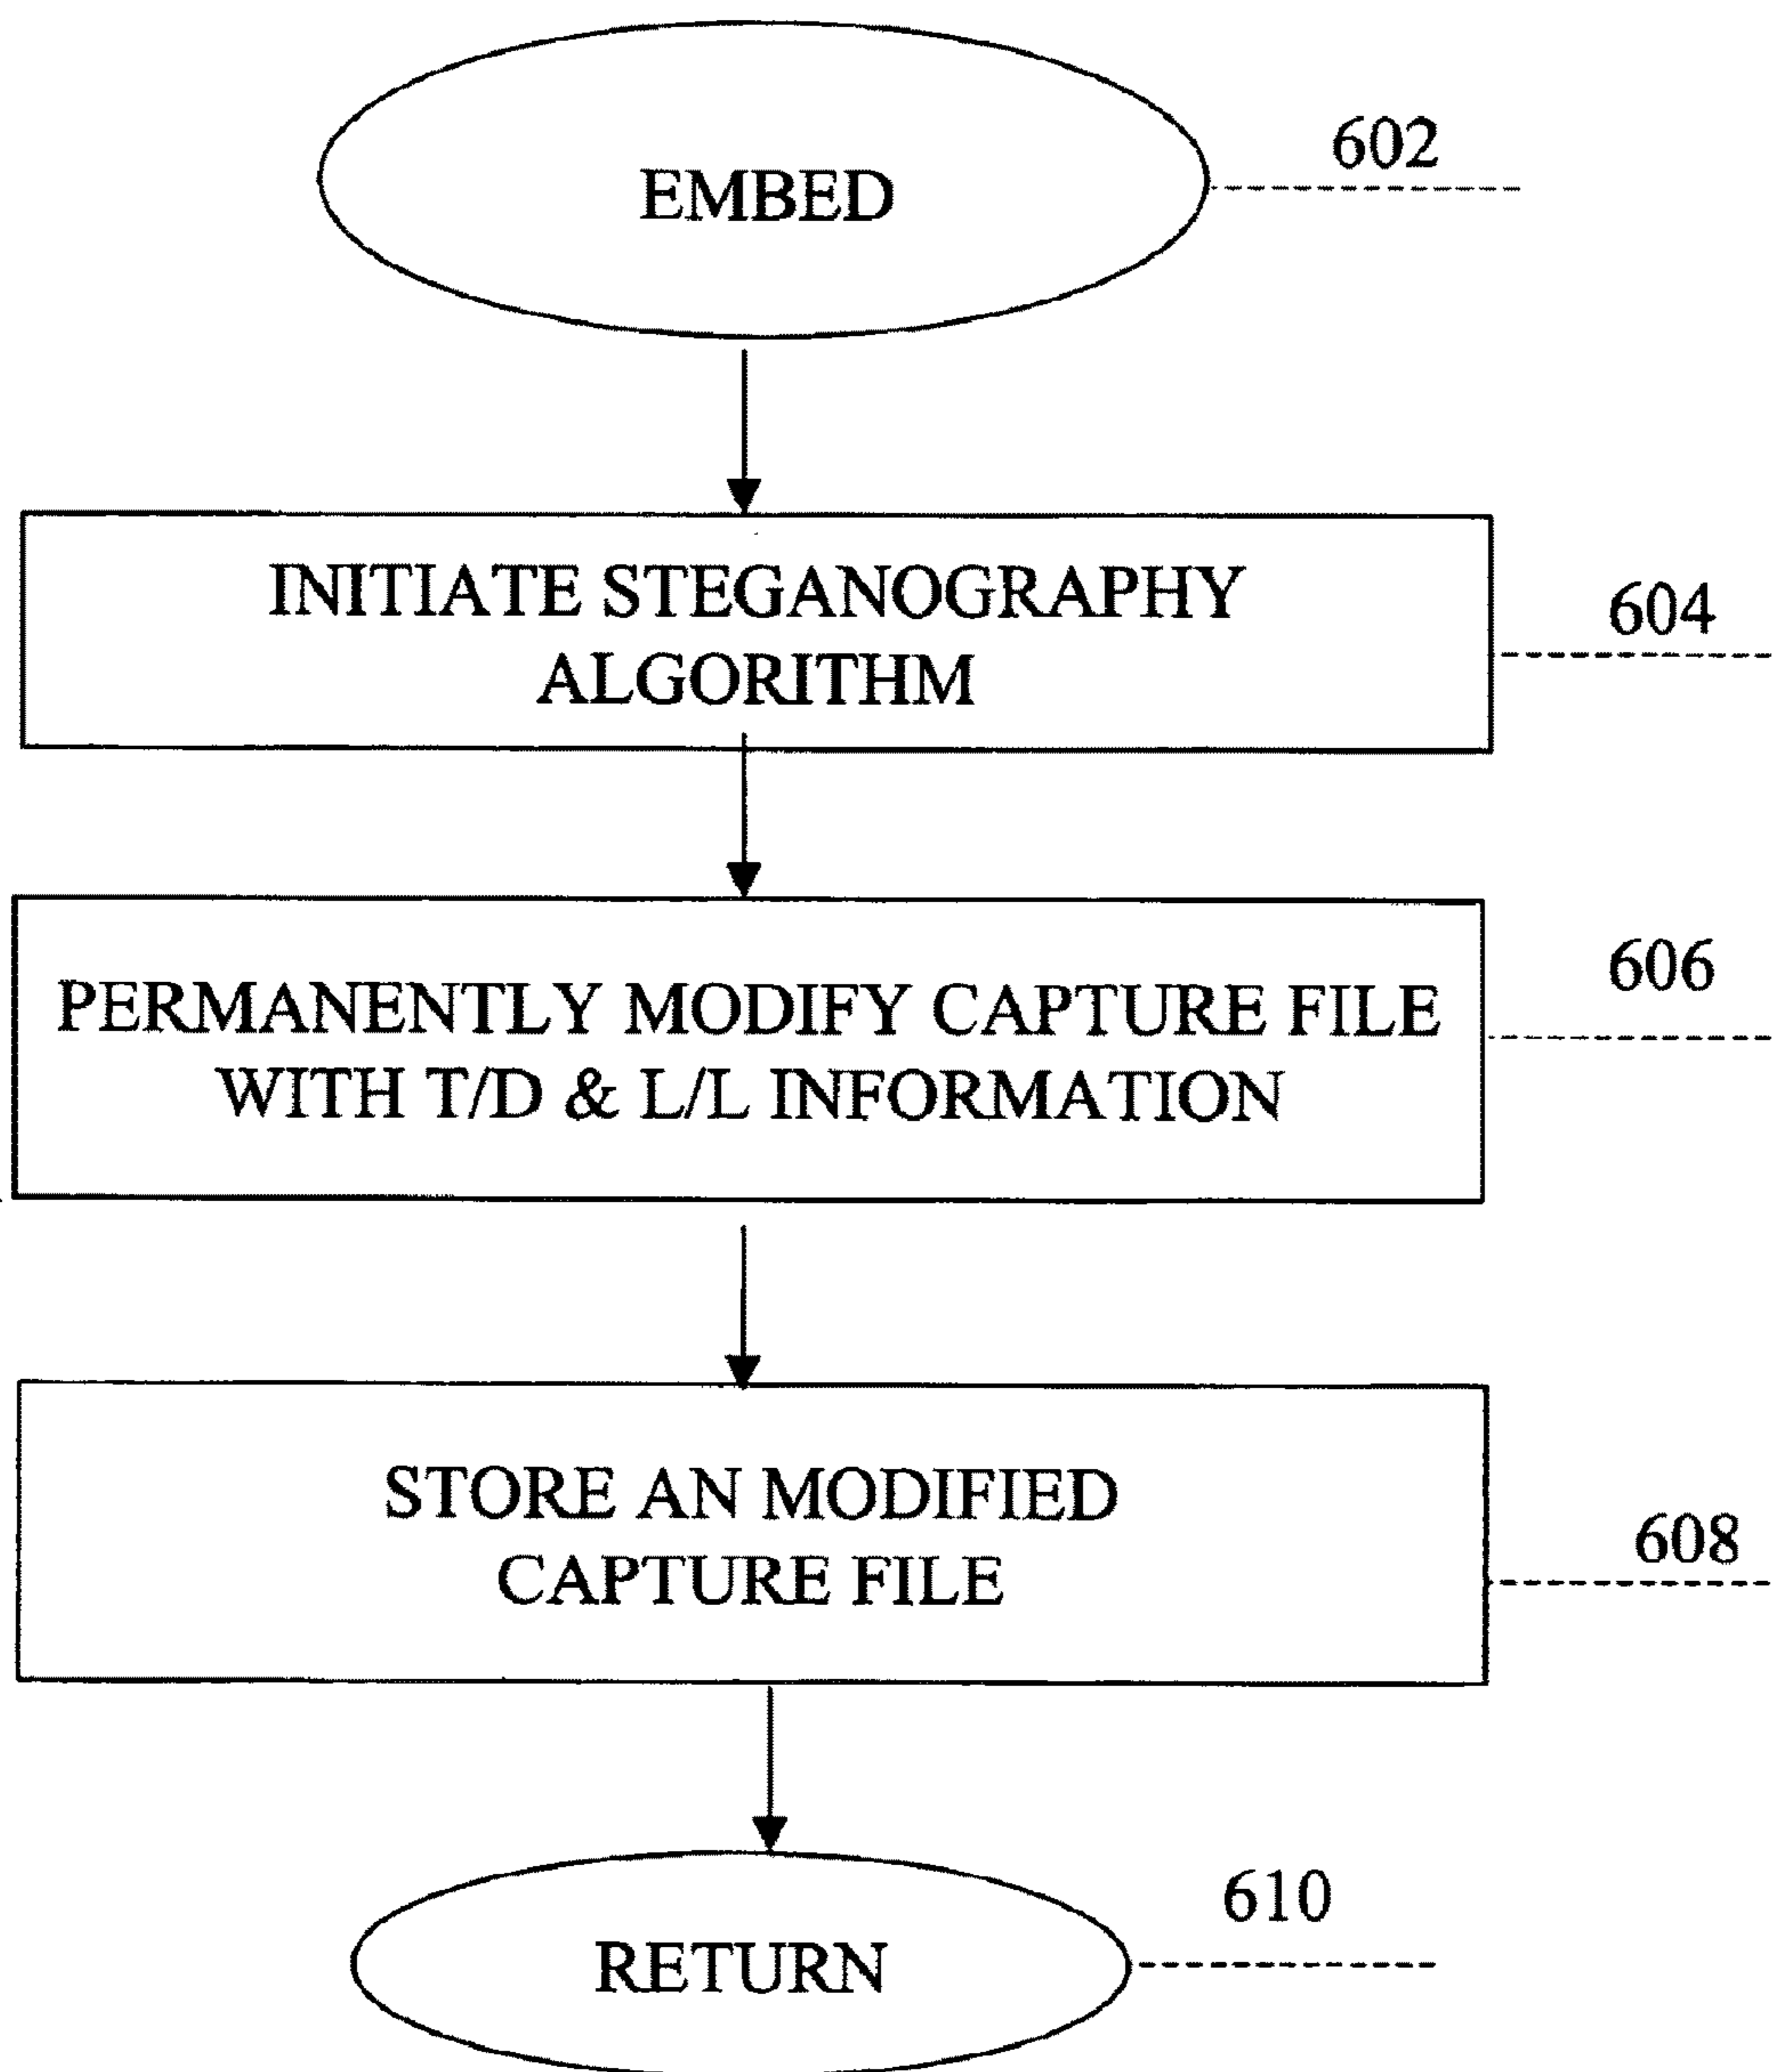 EMBED
602
INITIATE STEGANOGRAPHY
ALGORITHM
604
PERMANENTLY MODIFY CAPTURE FILE
WITH T/D & L/L INFORMATION
606
STORE AN MODIFIED
CAPTURE FILE
608
RETURN
610